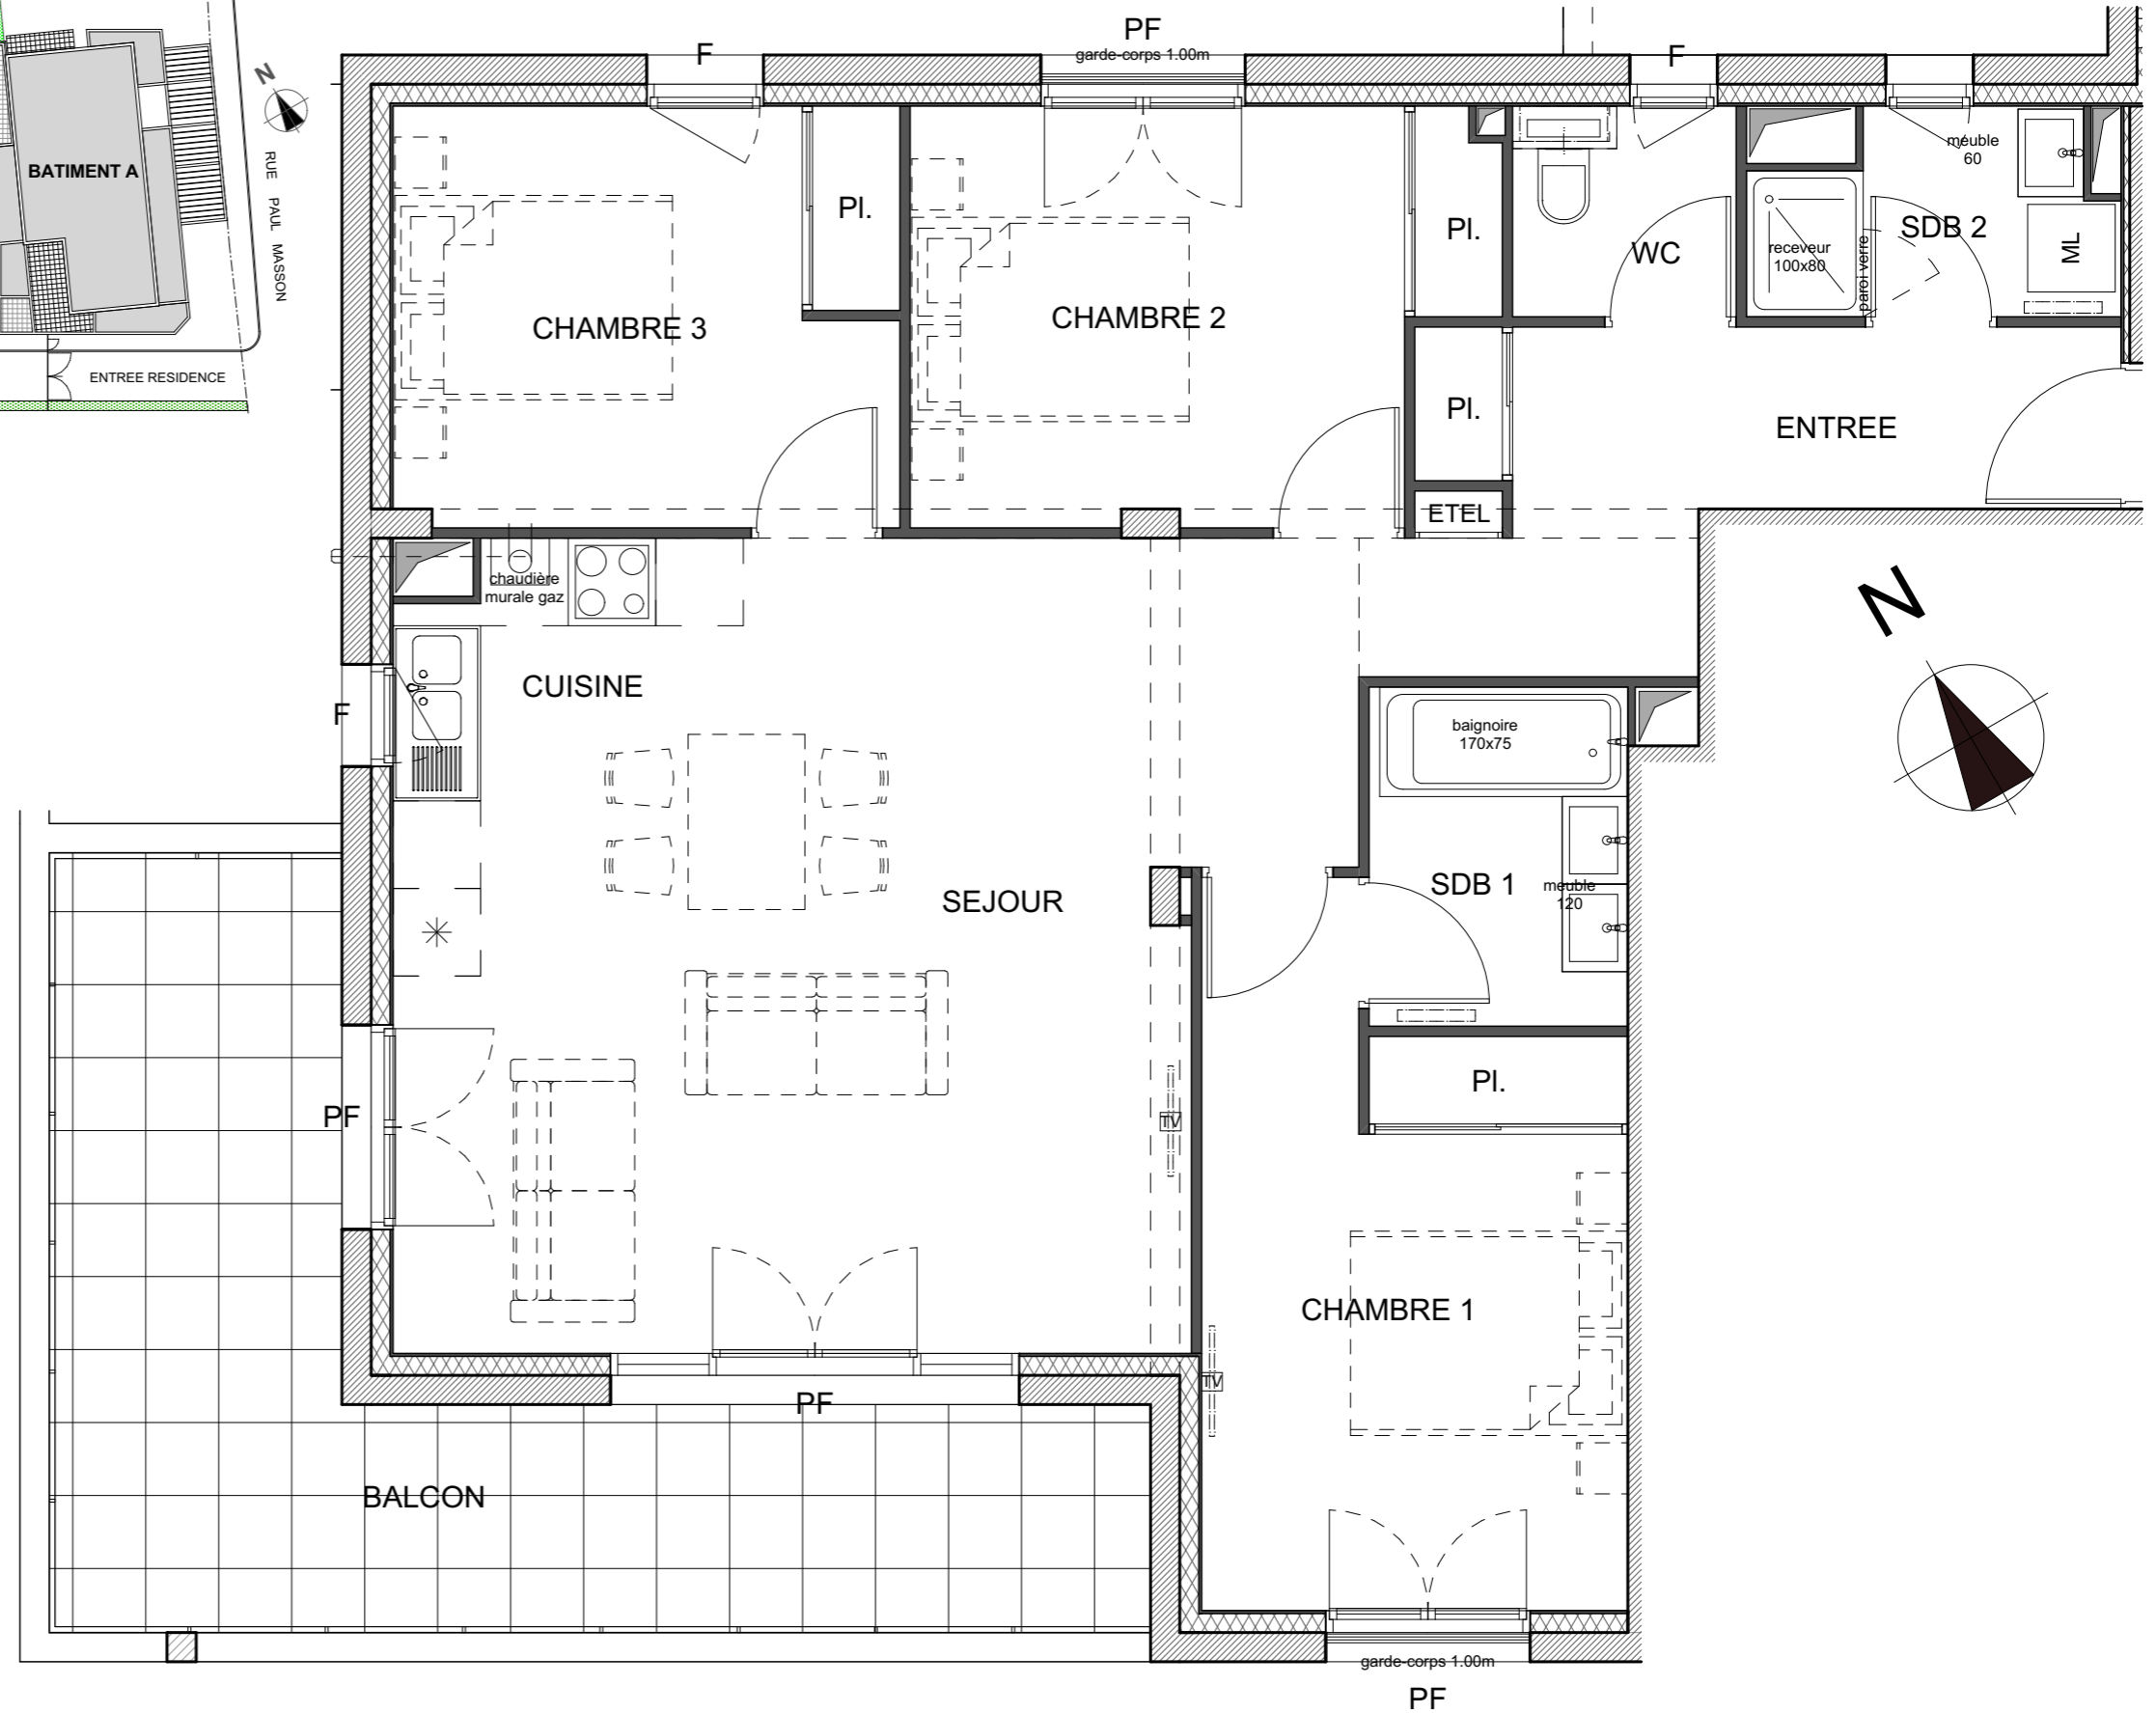 PF
garde-corps 1.00m
F
F
N
BATIMENT A
RUE PAUL MASSON
ENTREE RESIDENCE
meuble
60
Pl.
Pl.
WC
SDB 2
ML
receveur
100x80
paroi verre
CHAMBRE 3
CHAMBRE 2
Pl.
ENTREE
ETEL
chaudière
murale gaz
N
CUISINE
F
baignoire
170x75
SEJOUR
SDB 1
meuble
120
Pl.
PF
TV
CHAMBRE 1
TV
PF
BALCON
garde-corps 1.00m
PF